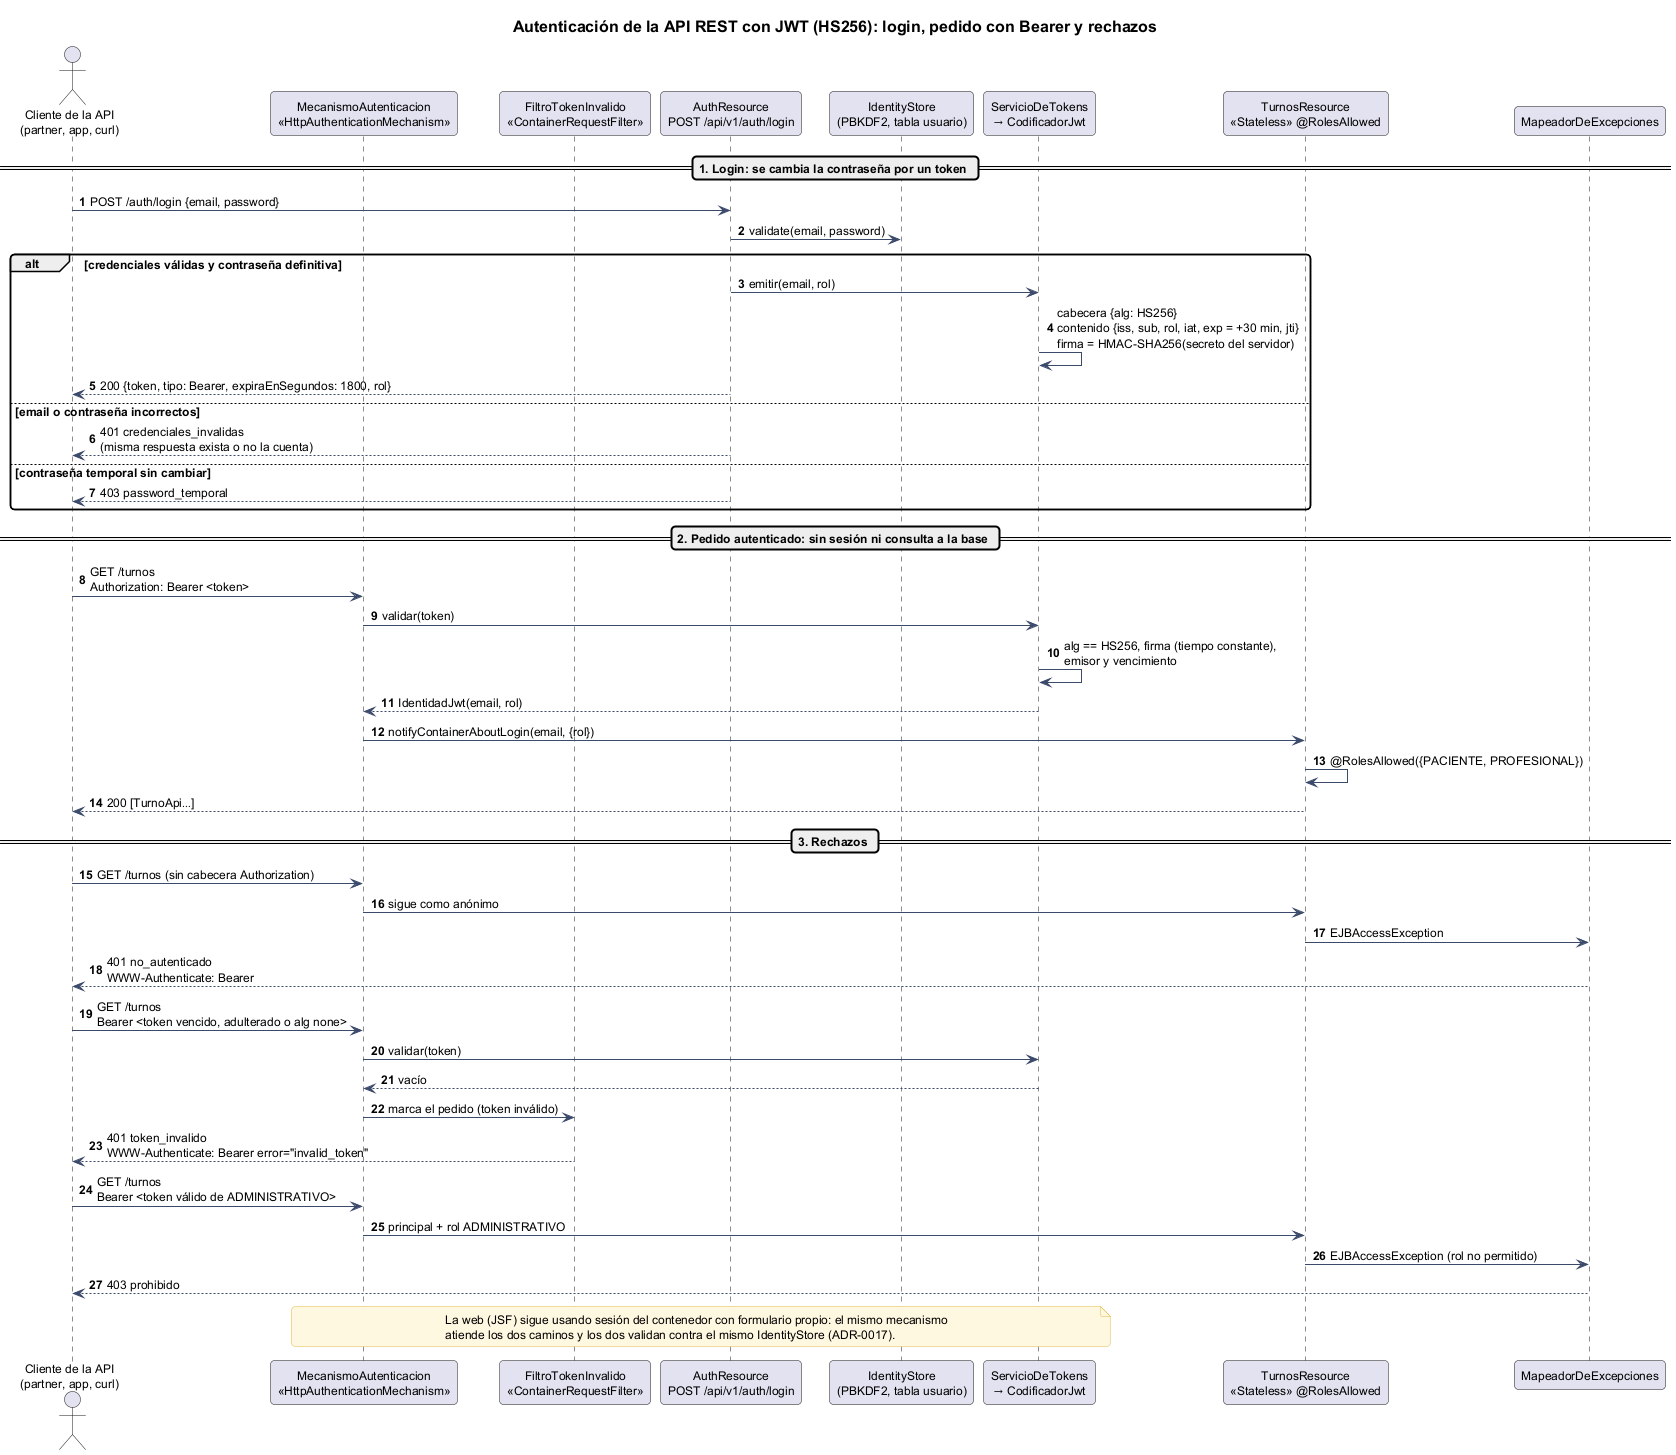 Autenticación de la API REST con JWT (HS256): login, pedido con Bearer y rechazos
Cliente de la API
(partner, app, curl)
MecanismoAutenticacion
«HttpAuthenticationMechanism»
FiltroTokenInvalido
«ContainerRequestFilter»
AuthResource
POST /api/v1/auth/login
IdentityStore
(PBKDF2, tabla usuario)
ServicioDeTokens
→ CodificadorJwt
TurnosResource
«Stateless» @RolesAllowed
MapeadorDeExcepciones
1. Login: se cambia la contraseña por un token
1 POST /auth/login {email, password}
2 validate(email, password)
alt [credenciales válidas y contraseña definitiva]
3 emitir(email, rol)
cabecera {alg: HS256}
4 contenido {iss, sub, rol, iat, exp = +30 min, jti}
firma = HMAC-SHA256(secreto del servidor)
5 200 {token, tipo: Bearer, expiraEnSegundos: 1800, rol}
[email o contraseña incorrectos]
6 401 credenciales_invalidas
(misma respuesta exista o no la cuenta)
[contraseña temporal sin cambiar]
7 403 password_temporal
2. Pedido autenticado: sin sesión ni consulta a la base
8 GET /turnos
Authorization: Bearer <token>
9 validar(token)
10 alg == HS256, firma (tiempo constante),
emisor y vencimiento
11 IdentidadJwt(email, rol)
12 notifyContainerAboutLogin(email, {rol})
13 @RolesAllowed({PACIENTE, PROFESIONAL})
14 200 [TurnoApi...]
3. Rechazos
15 GET /turnos (sin cabecera Authorization)
16 sigue como anónimo
17 EJBAccessException
18 401 no_autenticado
WWW-Authenticate: Bearer
19 GET /turnos
Bearer <token vencido, adulterado o alg none>
20 validar(token)
21 vacío
22 marca el pedido (token inválido)
23 401 token_invalido
WWW-Authenticate: Bearer error="invalid_token"
24 GET /turnos
Bearer <token válido de ADMINISTRATIVO>
25 principal + rol ADMINISTRATIVO
26 EJBAccessException (rol no permitido)
27 403 prohibido
La web (JSF) sigue usando sesión del contenedor con formulario propio: el mismo mecanismo
atiende los dos caminos y los dos validan contra el mismo IdentityStore (ADR-0017).
Cliente de la API
(partner, app, curl)
MecanismoAutenticacion
«HttpAuthenticationMechanism»
FiltroTokenInvalido
«ContainerRequestFilter»
AuthResource
POST /api/v1/auth/login
IdentityStore
(PBKDF2, tabla usuario)
ServicioDeTokens
→ CodificadorJwt
TurnosResource
«Stateless» @RolesAllowed
MapeadorDeExcepciones